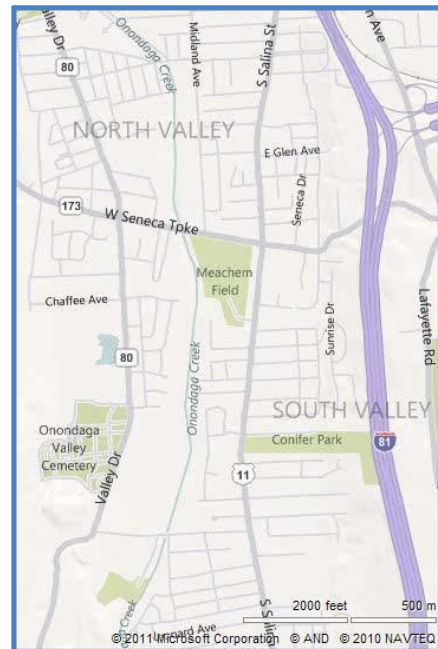 Valley Dr
Onondaga Creek
Midland Ave
S Salina St
Ave
80
NORTH VALLEY
E Glen Ave
Seneca Dr
173
W Seneca Tpke
Meachem
Field
Chaffee Ave
Sunrise Dr
Lafayette Rd
80
Onondaga Creek
SOUTH VALLEY
Onondaga
Valley
Cemetery
Conifer Park
81
Valley Dr
11
2000 feet
500 m
S Salina
Ave
© 2011 Microsoft Corporation © AND © 2010 NAVTEQ